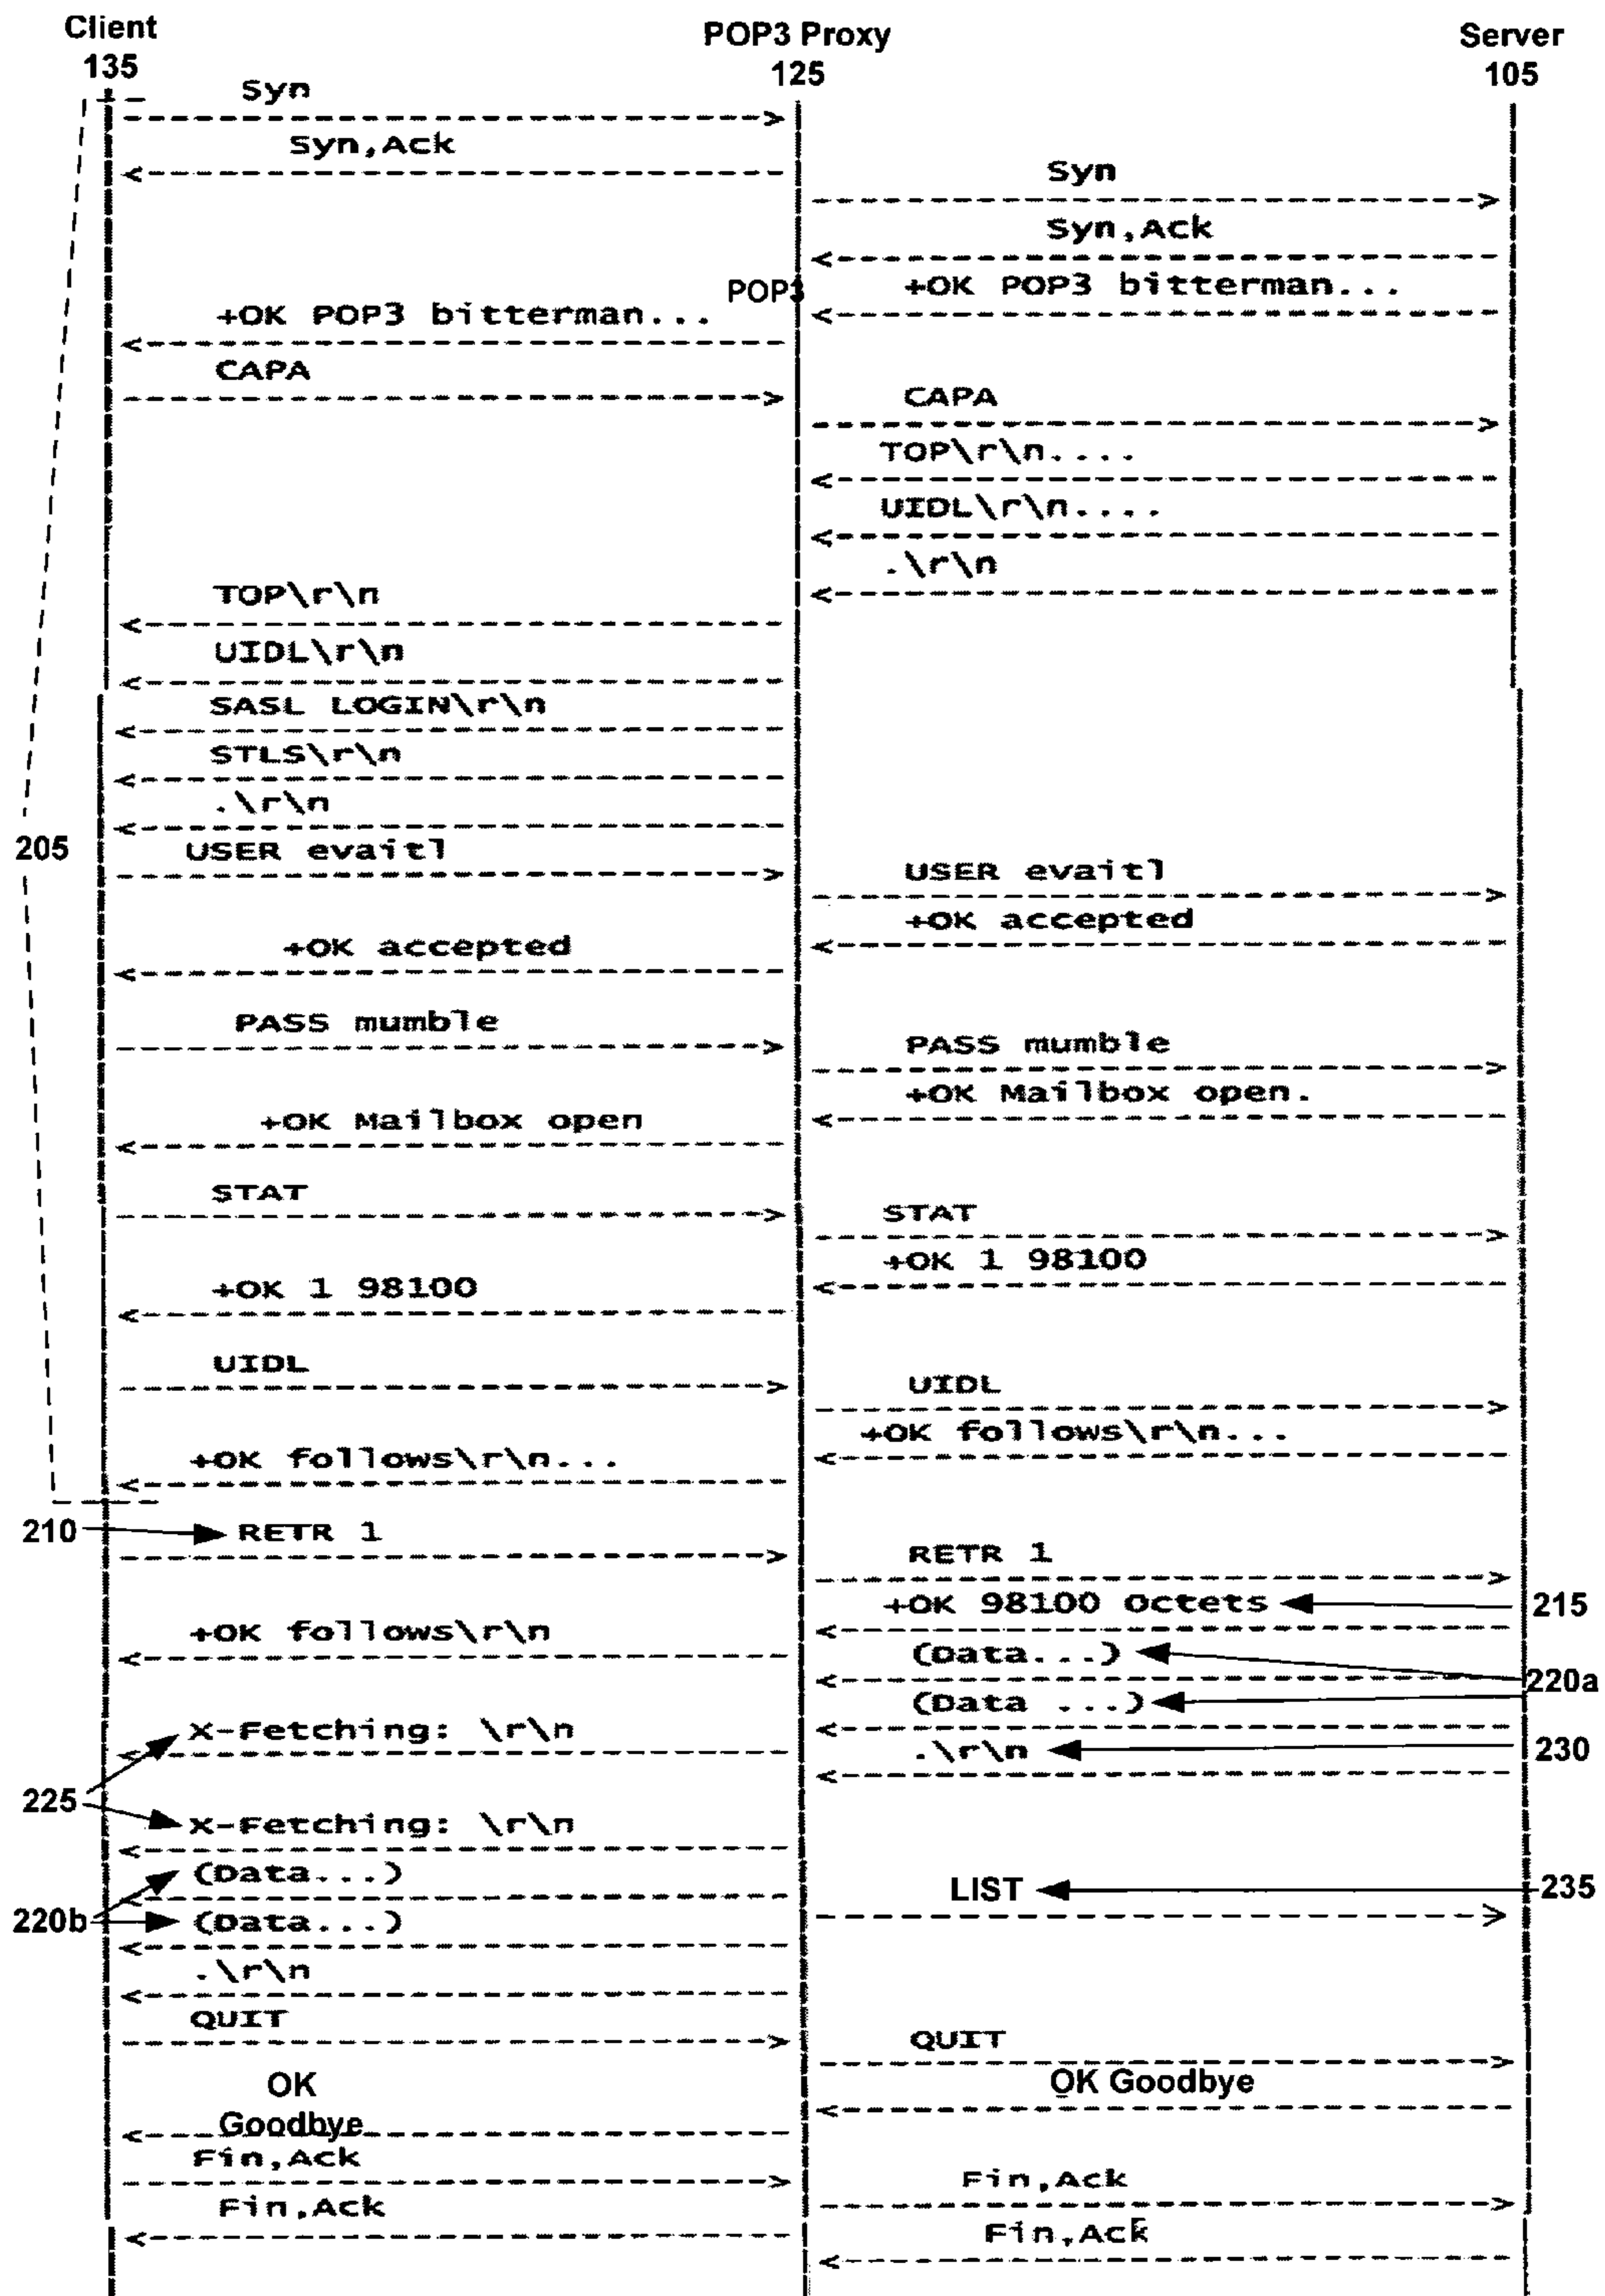 Client
135
POP3 Proxy
125
Server
105
Syn
Syn,Ack
Syn
Syn,Ack
POP3
+OK POP3 bitterman...
+OK POP3 bitterman...
CAPA
CAPA
TOP\r\n....
UIDL\r\n....
.\r\n
TOP\r\n
UIDL\r\n
SASL LOGIN\r\n
STLS\r\n
.\r\n
205
USER evaitl
USER evaitl
+OK accepted
+OK accepted
PASS mumble
PASS mumble
+OK Mailbox open.
+OK Mailbox open
STAT
STAT
+OK 1 98100
+OK 1 98100
UIDL
UIDL
+OK follows\r\n...
+OK follows\r\n...
210
RETR 1
RETR 1
+OK 98100 Octets
215
+OK follows\r\n
(Data...)
220a
(Data ...)
X-Fetching: \r\n
.\r\n
230
225
X-Fetching: \r\n
(Data...)
LIST
235
220b
(Data...)
.\r\n
QUIT
QUIT
OK
Goodbye
OK Goodbye
Fin,Ack
Fin,Ack
Fin,Ack
Fin,Ack